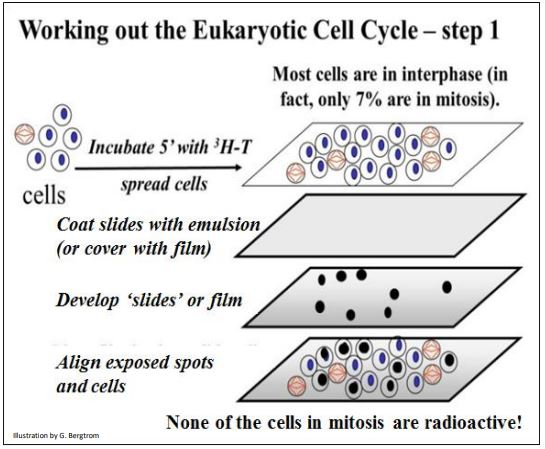 Working out the Eukaryotic Cell Cycle – step 1
Most cells are in interphase (in
fact, only 7% are in mitosis).
Incubate 5’ with ³H-T
spread cells
cells
Coat slides with emulsion
(or cover with film)
Develop ‘slides’ or film
Align exposed spots
and cells
None of the cells in mitosis are radioactive!
Illustration by G. Bergtrom